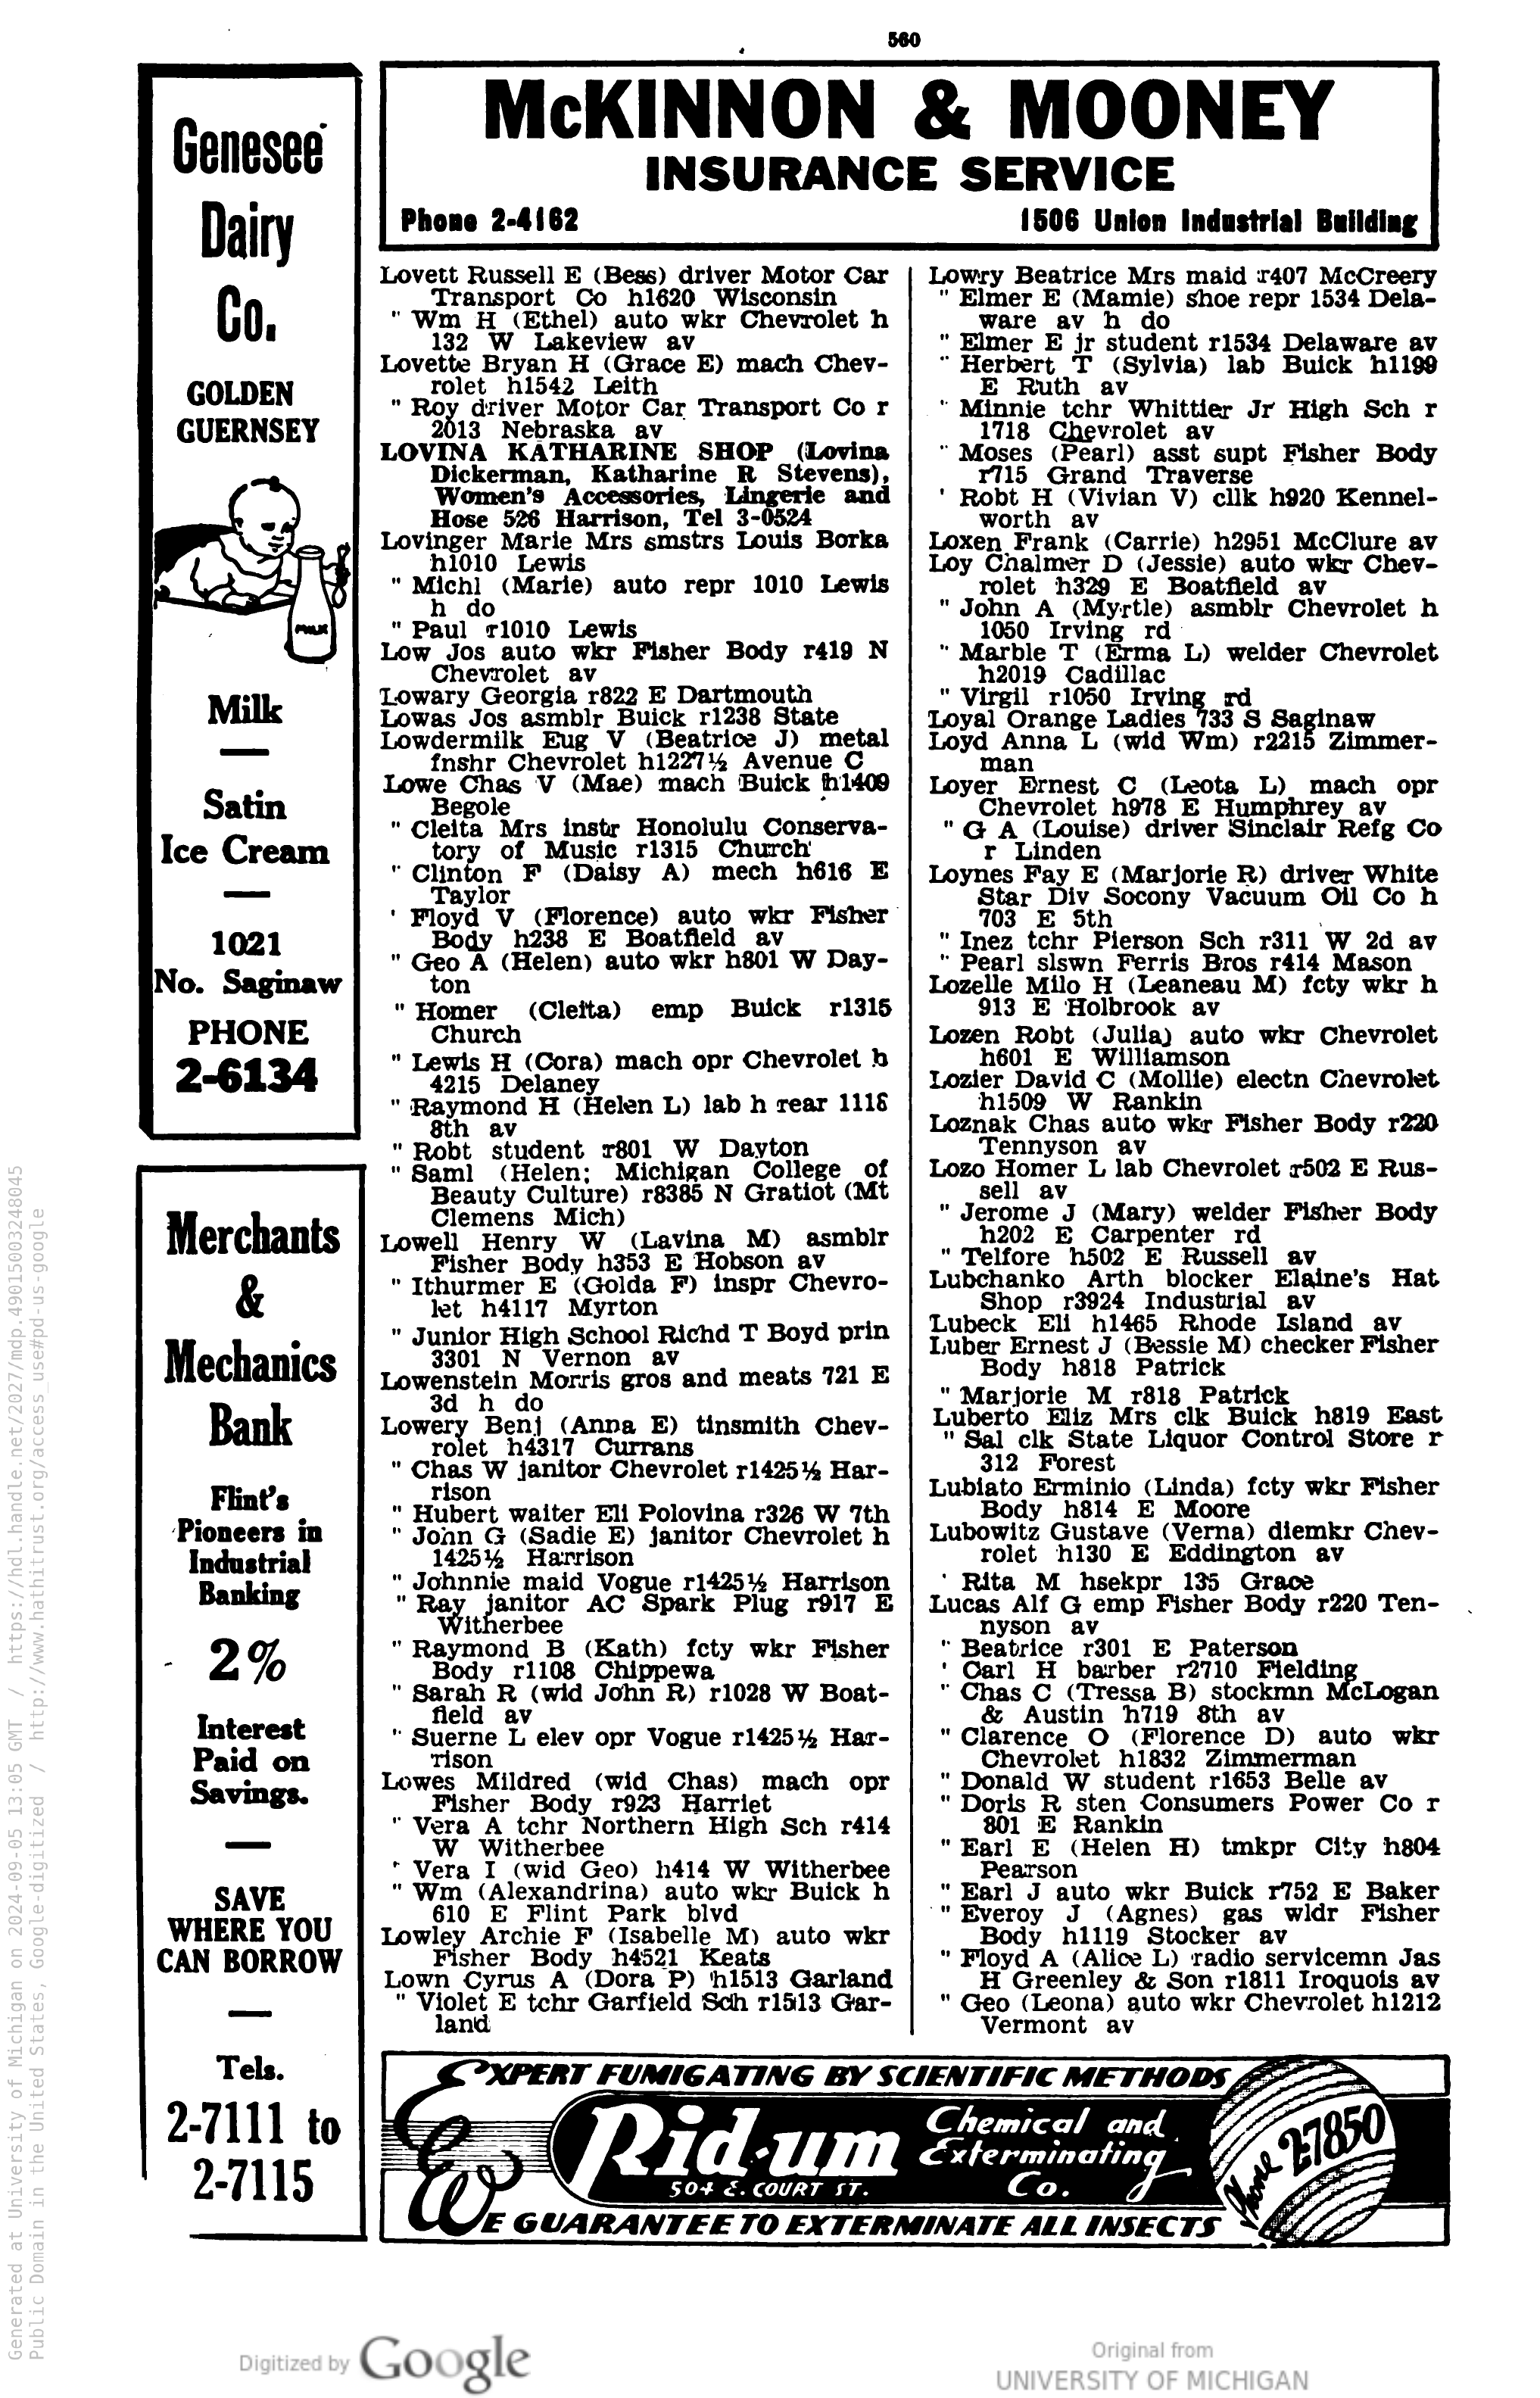 560
Genesee
Dairy
Co.
GOLDEN
GUERNSEY
MILK
Milk
Satin
Ice Cream
1021
No. Saginaw
PHONE
2-6134
Merchants
&
Mechanics
Bank
Flint's
Pioneers in
Industrial
Banking
2%
Interest
Paid on
Savings.
SAVE
WHERE YOU
CAN BORROW
Tels.
2-7111 to
2-7115
McKINNON & MOONEY
INSURANCE SERVICE
Phone 2-4162 1506 Union Industrial Building
Lovett Russell E (Bess) driver Motor Car
Transport Co h1620 Wisconsin
" Wm H (Ethel) auto wkr Chevrolet h
132 W Lakeview av
Lovette Bryan H (Grace E) mach Chev-
rolet h1542 Leith
" Roy driver Motor Car Transport Co r
2013 Nebraska av
LOVINA KATHARINE SHOP (Lovina
Dickerman, Katharine R Stevens),
Women's Accessories, Lingerie and
Hose 526 Harrison, Tel 3-0524
Lovinger Marie Mrs smstrs Louis Borka
h1010 Lewis
" Michl (Marie) auto repr 1010 Lewis
h do
" Paul r1010 Lewis
Low Jos auto wkr Fisher Body r419 N
Chevrolet av
Lowary Georgia r822 E Dartmouth
Lowas Jos asmblr Buick r1238 State
Lowdermilk Eug V (Beatrice J) metal
fnshr Chevrolet h1227½ Avenue C
Lowe Chas V (Mae) mach Buick h1409
Begole
" Cleita Mrs instr Honolulu Conserva-
tory of Music r1315 Church
" Clinton F (Daisy A) mech h616 E
Taylor
' Floyd V (Florence) auto wkr Fisher
Body h238 E Boatfield av
" Geo A (Helen) auto wkr h801 W Day-
ton
" Homer (Cleita) emp Buick r1315
Church
" Lewis H (Cora) mach opr Chevrolet h
4215 Delaney
" Raymond H (Helen L) lab h rear 1118
8th av
" Robt student r801 W Dayton
" Saml (Helen; Michigan College of
Beauty Culture) r8385 N Gratiot (Mt
Clemens Mich)
Lowell Henry W (Lavina M) asmblr
Fisher Body h353 E Hobson av
" Ithurmer E (Golda F) inspr Chevro-
let h4117 Myrton
" Junior High School Richd T Boyd prin
3301 N Vernon av
Lowenstein Morris gros and meats 721 E
3d h do
Lowery Benj (Anna E) tinsmith Chev-
rolet h4317 Currans
" Chas W janitor Chevrolet r1425½ Har-
rison
" Hubert waiter Eli Polovina r326 W 7th
" John G (Sadie E) janitor Chevrolet h
1425½ Harrison
" Johnnie maid Vogue r1425½ Harrison
" Ray janitor AC Spark Plug r917 E
Witherbee
" Raymond B (Kath) fcty wkr Fisher
Body r1108 Chippewa
" Sarah R (wid John R) r1028 W Boat-
field av
" Suerne L elev opr Vogue r1425½ Har-
rison
Lowes Mildred (wid Chas) mach opr
Fisher Body r923 Harriet
" Vera A tchr Northern High Sch r414
W Witherbee
" Vera I (wid Geo) h414 W Witherbee
" Wm (Alexandrina) auto wkr Buick h
610 E Flint Park blvd
Lowley Archie F (Isabelle M) auto wkr
Fisher Body h4521 Keats
Lown Cyrus A (Dora P) h1513 Garland
" Violet E tchr Garfield Sch r1513 Gar-
land
Lowry Beatrice Mrs maid r407 McCreery
" Elmer E (Mamie) shoe repr 1534 Dela-
ware av h do
" Elmer E jr student r1534 Delaware av
" Herbert T (Sylvia) lab Buick h1199
E Ruth av
" Minnie tchr Whittier Jr High Sch r
1718 Chevrolet av
" Moses (Pearl) asst supt Fisher Body
r715 Grand Traverse
' Robt H (Vivian V) cllk h920 Kennel-
worth av
Loxen Frank (Carrie) h2951 McClure av
Loy Chalmer D (Jessie) auto wkr Chev-
rolet h329 E Boatfield av
" John A (Myrtle) asmblr Chevrolet h
1050 Irving rd
" Marble T (Erma L) welder Chevrolet
h2019 Cadillac
" Virgil r1050 Irving rd
Loyal Orange Ladies 733 S Saginaw
Loyd Anna L (wid Wm) r2215 Zimmer-
man
Loyer Ernest C (Leota L) mach opr
Chevrolet h978 E Humphrey av
" G A (Louise) driver Sinclair Refg Co
r Linden
Loynes Fay E (Marjorie R) driver White
Star Div Socony Vacuum Oil Co h
703 E 5th
" Inez tchr Pierson Sch r311 W 2d av
" Pearl slswn Ferris Bros r414 Mason
Lozelle Milo H (Leaneau M) fcty wkr h
913 E Holbrook av
Lozen Robt (Julia) auto wkr Chevrolet
h601 E Williamson
Lozier David C (Mollie) electn Chevrolet
h1509 W Rankin
Loznak Chas auto wkr Fisher Body r220
Tennyson av
Lozo Homer L lab Chevrolet r502 E Rus-
sell av
" Jerome J (Mary) welder Fisher Body
h202 E Carpenter rd
" Telfore h502 E Russell av
Lubchanko Arth blocker Elaine's Hat
Shop r3924 Industrial av
Lubeck Eli h1465 Rhode Island av
Luber Ernest J (Bessie M) checker Fisher
Body h818 Patrick
" Marjorie M r818 Patrick
Luberto Eliz Mrs clk Buick h819 East
" Sal clk State Liquor Control Store r
312 Forest
Lubiato Erminio (Linda) fcty wkr Fisher
Body h814 E Moore
Lubowitz Gustave (Verna) diemkr Chev-
rolet h130 E Eddington av
' Rita M hsekpr 135 Grace
Lucas Alf G emp Fisher Body r220 Ten-
nyson av
" Beatrice r301 E Paterson
' Carl H barber r2710 Fielding
" Chas C (Tressa B) stockmn McLogan
& Austin h719 8th av
" Clarence O (Florence D) auto wkr
Chevrolet h1832 Zimmerman
" Donald W student r1653 Belle av
" Doris R sten Consumers Power Co r
801 E Rankin
" Earl E (Helen H) tmkpr City h804
Pearson
" Earl J auto wkr Buick r752 E Baker
" Everoy J (Agnes) gas wldr Fisher
Body h1119 Stocker av
" Floyd A (Alice L) radio servicemn Jas
H Greenley & Son r1811 Iroquois av
" Geo (Leona) auto wkr Chevrolet h1212
Vermont av
EXPERT FUMIGATING BY SCIENTIFIC METHODS
Rid-um Chemical and
Exterminating
Co.
504 E. COURT ST.
Phone 2-7850
WE GUARANTEE TO EXTERMINATE ALL INSECTS
Generated at University of Michigan on 2024-09-05 13:05 GMT / https://hdl.handle.net/2027/mdp.49015003248045
Public Domain in the United States, Google-digitized / http://www.hathitrust.org/access_use#pd-us-google
Digitized by Google
Original from
UNIVERSITY OF MICHIGAN